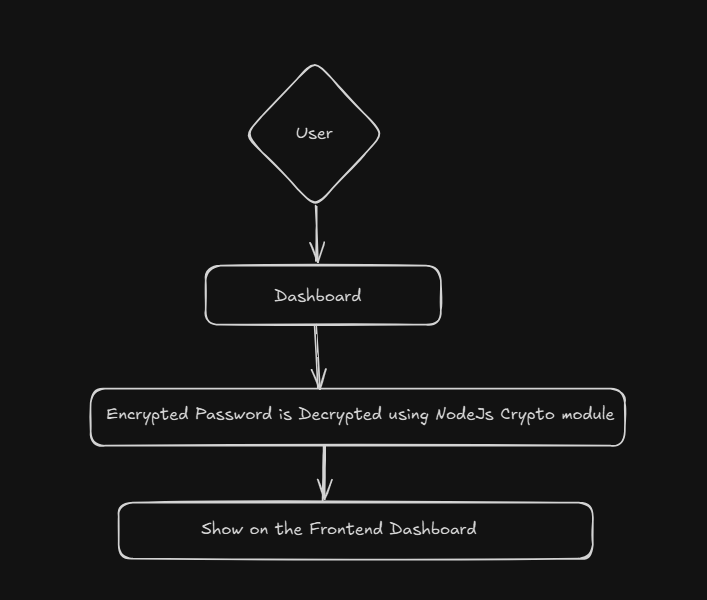 User
Dashboard
Encrypted Password is Decrypted using NodeJs Crypto module
Show on the Frontend Dashboard